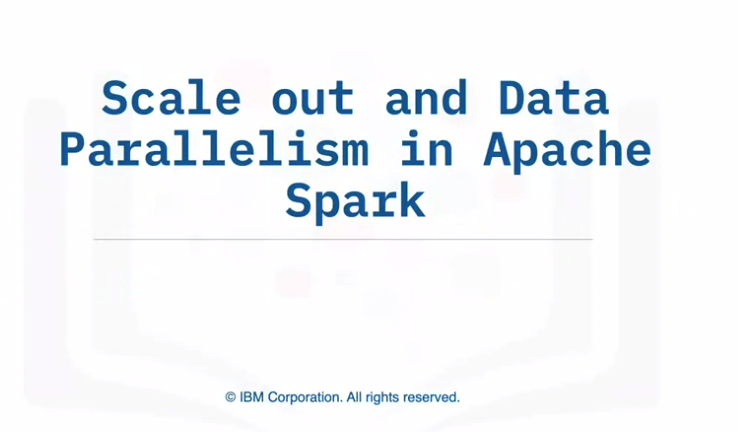 Scale out and Data
Parallelism in Apache
Spark
© IBM Corporation. All rights reserved.